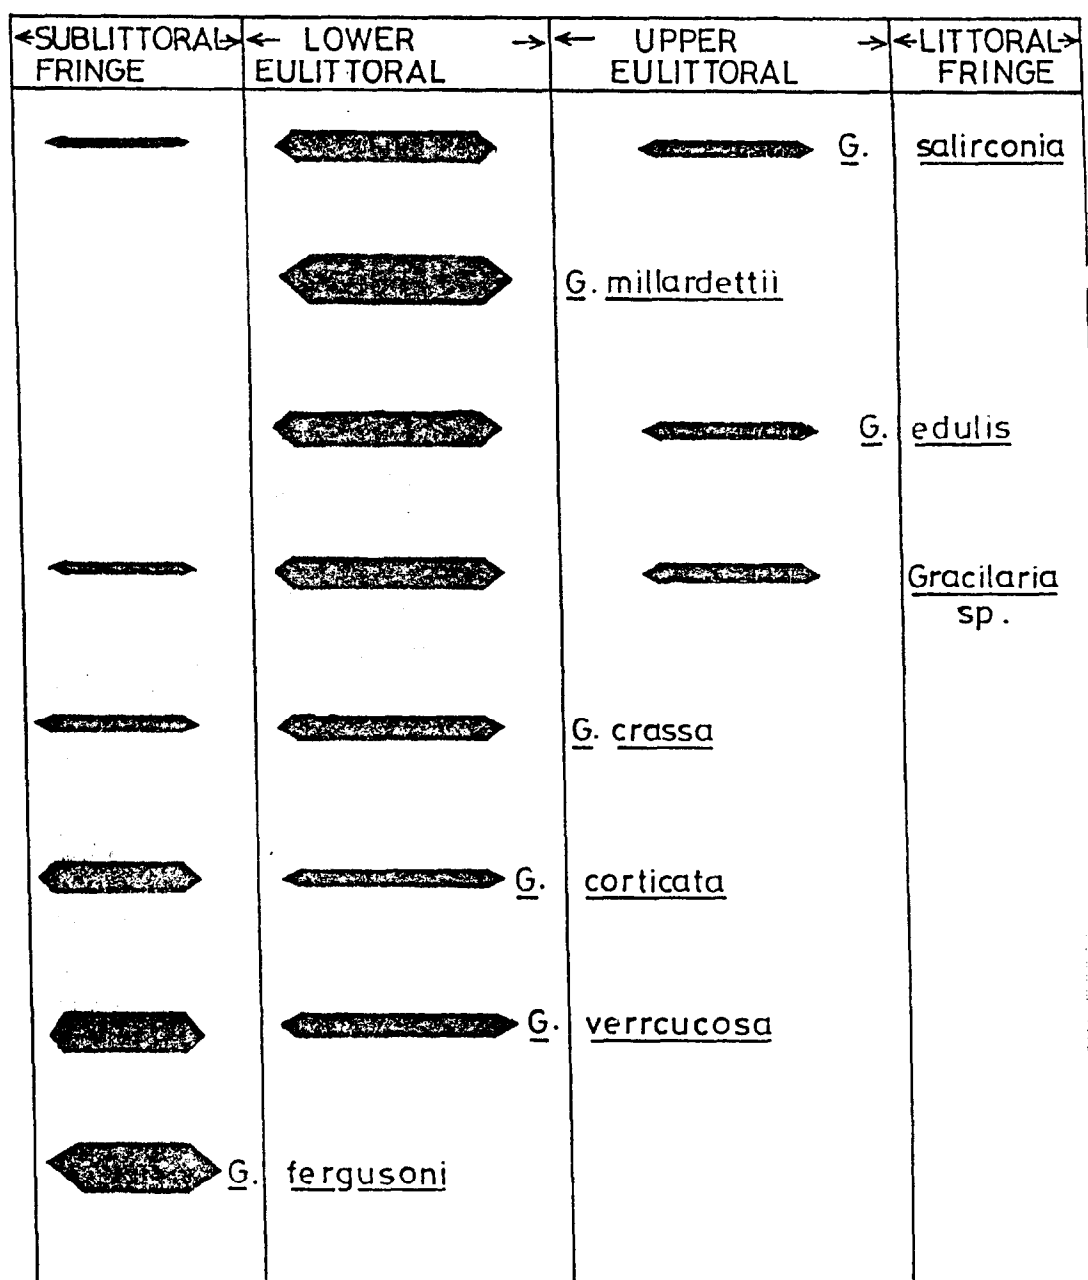 SUBLITTORAL FRINGE
LOWER EULITTORAL
UPPER EULITTORAL
LITTORAL FRINGE
G. salirconia
G. millardettii
G. edulis
Gracilaria
sp.
G. crassa
G. corticata
G. verrcucosa
G. fergusoni